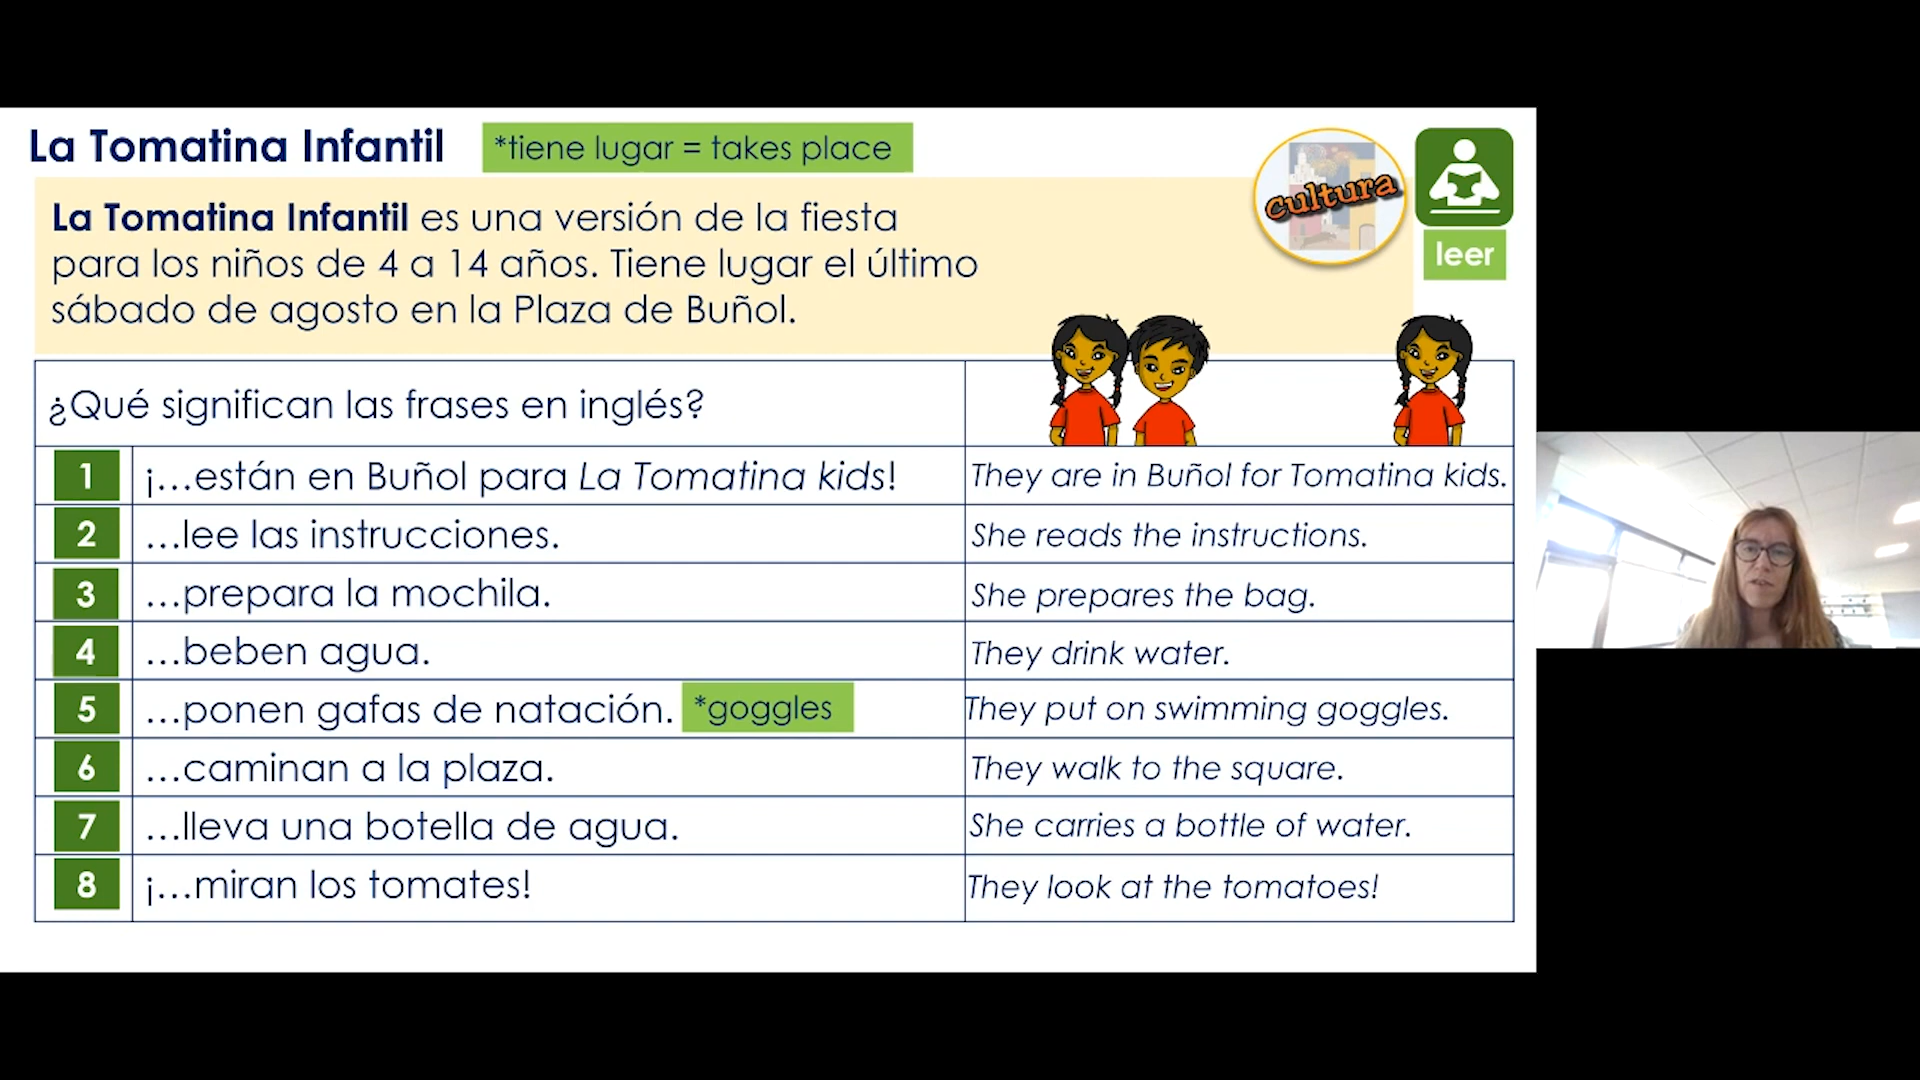 La Tomatina Infantil
*tiene lugar = takes place
cultura
leer
La Tomatina Infantil es una versión de la fiesta
para los niños de 4 a 14 años. Tiene lugar el último
sábado de agosto en la Plaza de Buñol.
¿Qué significan las frases en inglés?
1 ¡...están en Buñol para La Tomatina kids! They are in Buñol for Tomatina kids.
2 ...lee las instrucciones. She reads the instructions.
3 ...prepara la mochila. She prepares the bag.
4 ...beben agua. They drink water.
5 ...ponen gafas de natación. *goggles They put on swimming goggles.
6 ...caminan a la plaza. They walk to the square.
7 ...lleva una botella de agua. She carries a bottle of water.
8 ¡...miran los tomates! They look at the tomatoes!